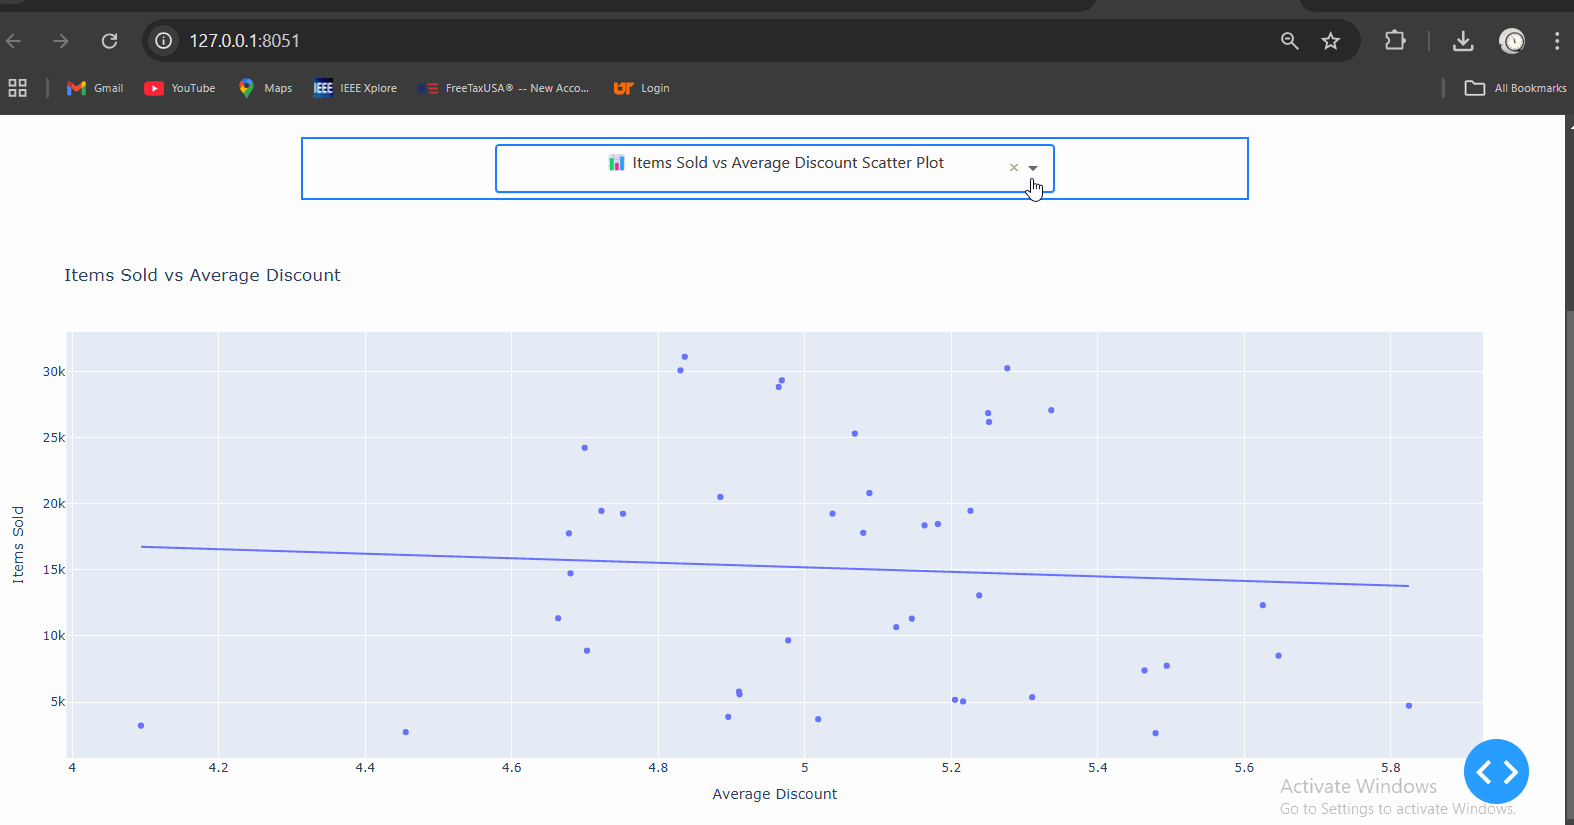 127.0.0.1:8051
Gmail
YouTube
Maps
IEEE
IEEE Xplore
FreeTaxUSA® -- New Acco...
Login
All Bookmarks
Items Sold vs Average Discount Scatter Plot
Items Sold vs Average Discount
30k
25k
20k
15k
10k
5k
Items Sold
4 4.2 4.4 4.6 4.8 5 5.2 5.4 5.6 5.8
Average Discount
Activate Windows
Go to Settings to activate Windows.